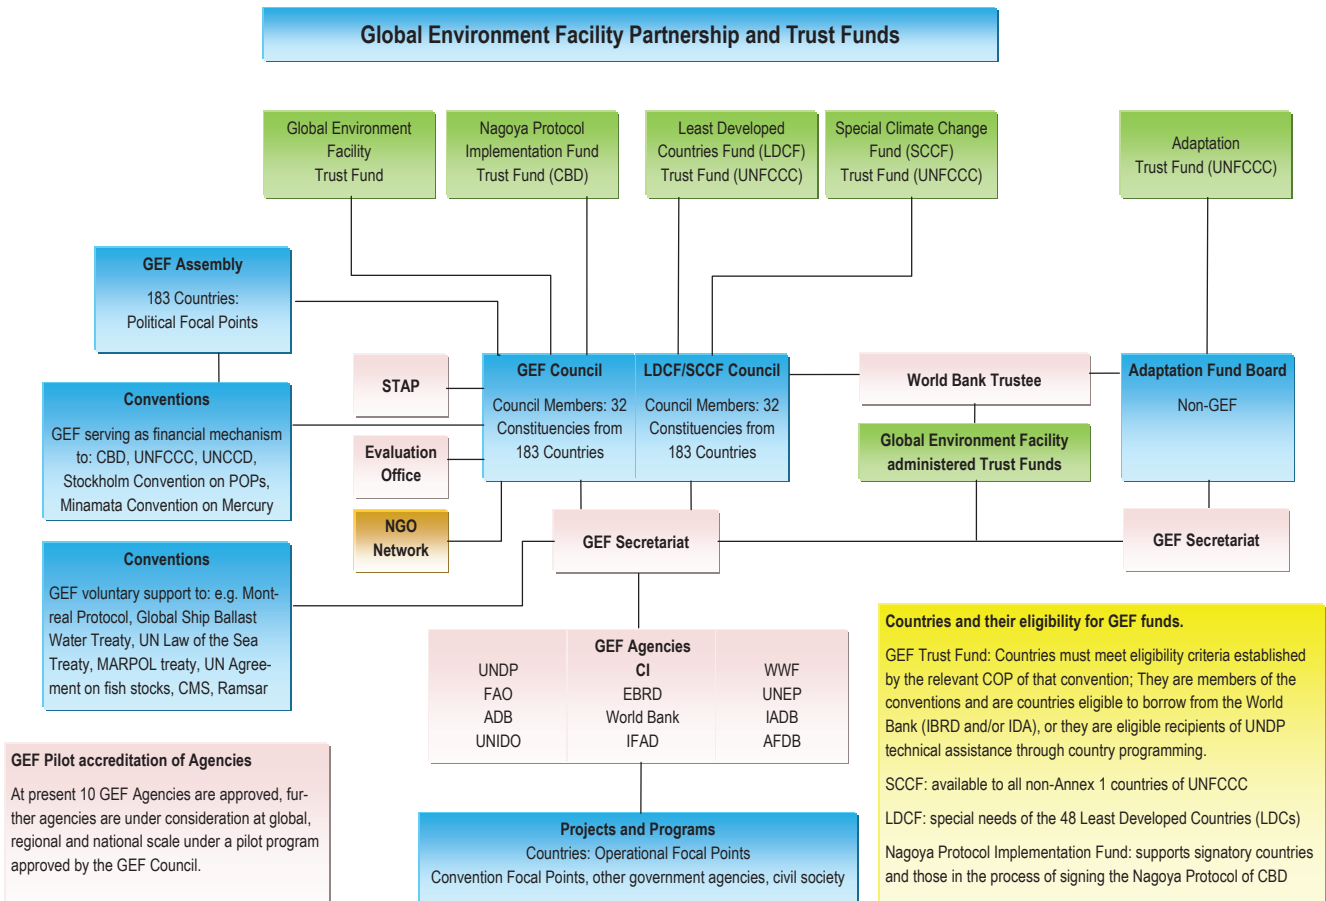 Global Environment Facility Partnership and Trust Funds
Global Environment
Facility
Trust Fund
Nagoya Protocol
Implementation Fund
Trust Fund (CBD)
Least Developed
Countries Fund (LDCF)
Trust Fund (UNFCCC)
Special Climate Change
Fund (SCCF)
Trust Fund (UNFCCC)
Adaptation
Trust Fund (UNFCCC)
GEF Assembly
183 Countries:
Political Focal Points
Conventions
GEF serving as financial mechanism
to: CBD, UNFCCC, UNCCD,
Stockholm Convention on POPs,
Minamata Convention on Mercury
Conventions
GEF voluntary support to: e.g. Mont-
real Protocol, Global Ship Ballast
Water Treaty, UN Law of the Sea
Treaty, MARPOL treaty, UN Agree-
ment on fish stocks, CMS, Ramsar
STAP
Evaluation
Office
NGO
Network
GEF Council
Council Members: 32
Constituencies from
183 Countries
LDCF/SCCF Council
Council Members: 32
Constituencies from
183 Countries
World Bank Trustee
Global Environment Facility
administered Trust Funds
Adaptation Fund Board
Non-GEF
GEF Secretariat
GEF Secretariat
GEF Agencies
UNDP CI WWF
FAO EBRD UNEP
ADB World Bank IADB
UNIDO IFAD AFDB
GEF Pilot accreditation of Agencies
At present 10 GEF Agencies are approved, fur-
ther agencies are under consideration at global,
regional and national scale under a pilot program
approved by the GEF Council.
Projects and Programs
Countries: Operational Focal Points
Convention Focal Points, other government agencies, civil society
Countries and their eligibility for GEF funds.
GEF Trust Fund: Countries must meet eligibility criteria established
by the relevant COP of that convention; They are members of the
conventions and are countries eligible to borrow from the World
Bank (IBRD and/or IDA), or they are eligible recipients of UNDP
technical assistance through country programming.
SCCF: available to all non-Annex 1 countries of UNFCCC
LDCF: special needs of the 48 Least Developed Countries (LDCs)
Nagoya Protocol Implementation Fund: supports signatory countries
and those in the process of signing the Nagoya Protocol of CBD